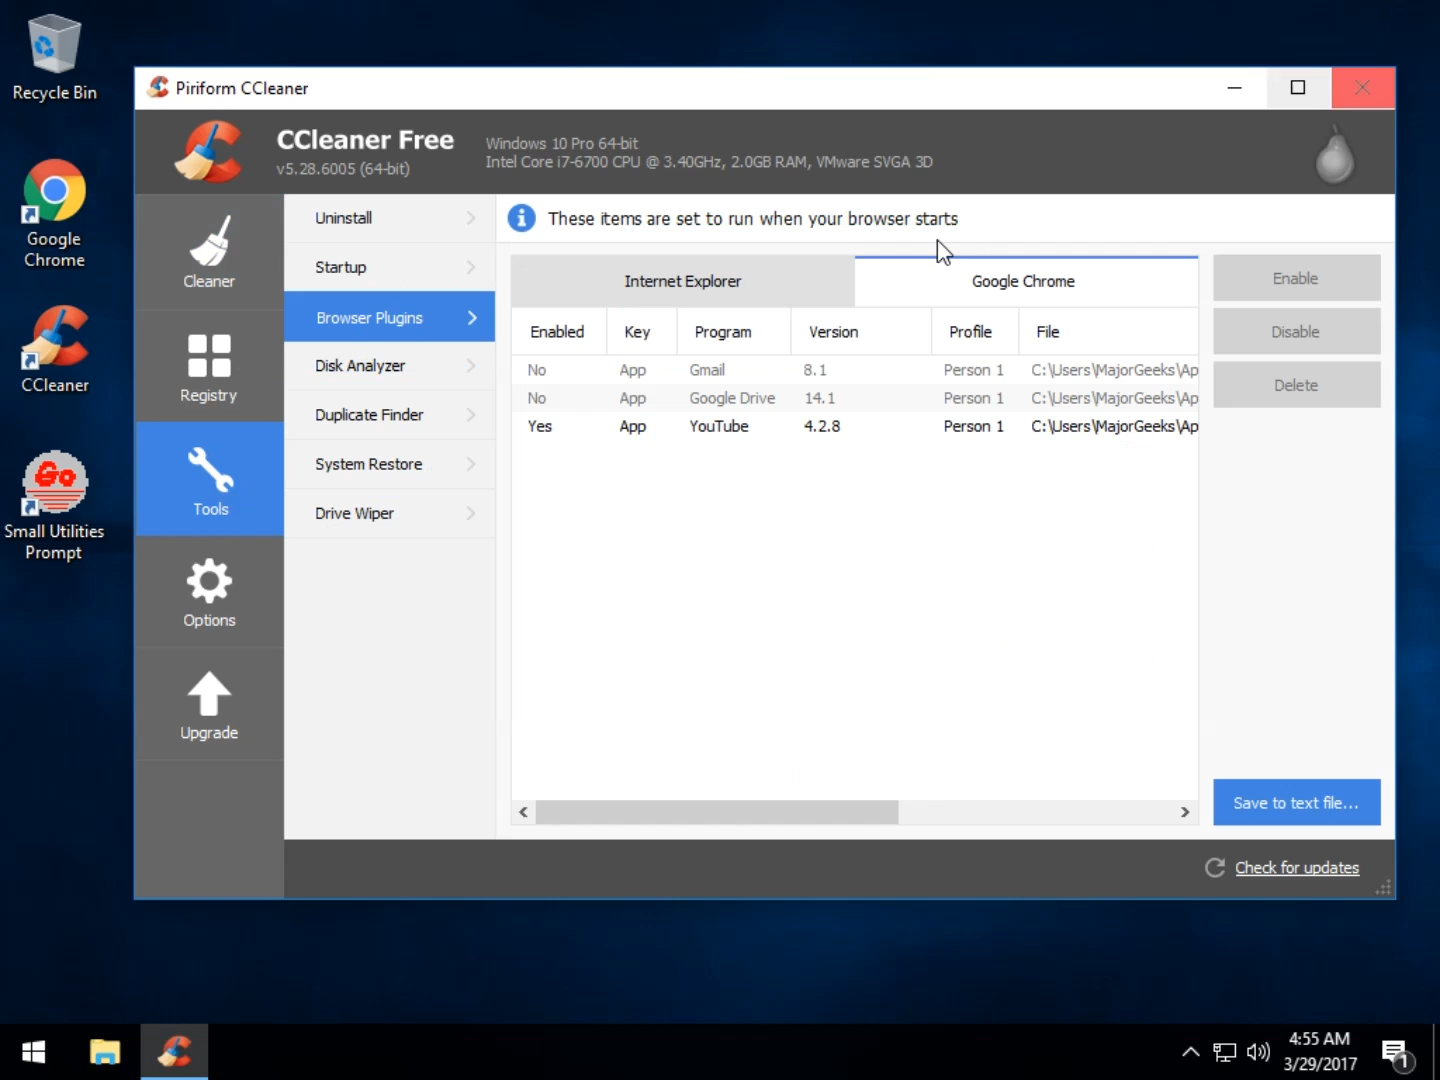 Recycle Bin
Google
Chrome
CCleaner
Go
Small Utilities
Prompt
Piriform CCleaner
CCleaner Free
v5.28.6005 (64-bit)
Windows 10 Pro 64-bit
Intel Core i7-6700 CPU @ 3.40GHz, 2.0GB RAM, VMware SVGA 3D
Cleaner
Registry
Tools
Options
Upgrade
Uninstall
Startup
Browser Plugins
Disk Analyzer
Duplicate Finder
System Restore
Drive Wiper
These items are set to run when your browser starts
Internet Explorer Google Chrome
Enabled Key Program Version Profile File
No App Gmail 8.1 Person 1 C:\Users\MajorGeeks\Ap
No App Google Drive 14.1 Person 1 C:\Users\MajorGeeks\Ap
Yes App YouTube 4.2.8 Person 1 C:\Users\MajorGeeks\Ap
Enable
Disable
Delete
Save to text file...
Check for updates
4:55 AM
3/29/2017
1